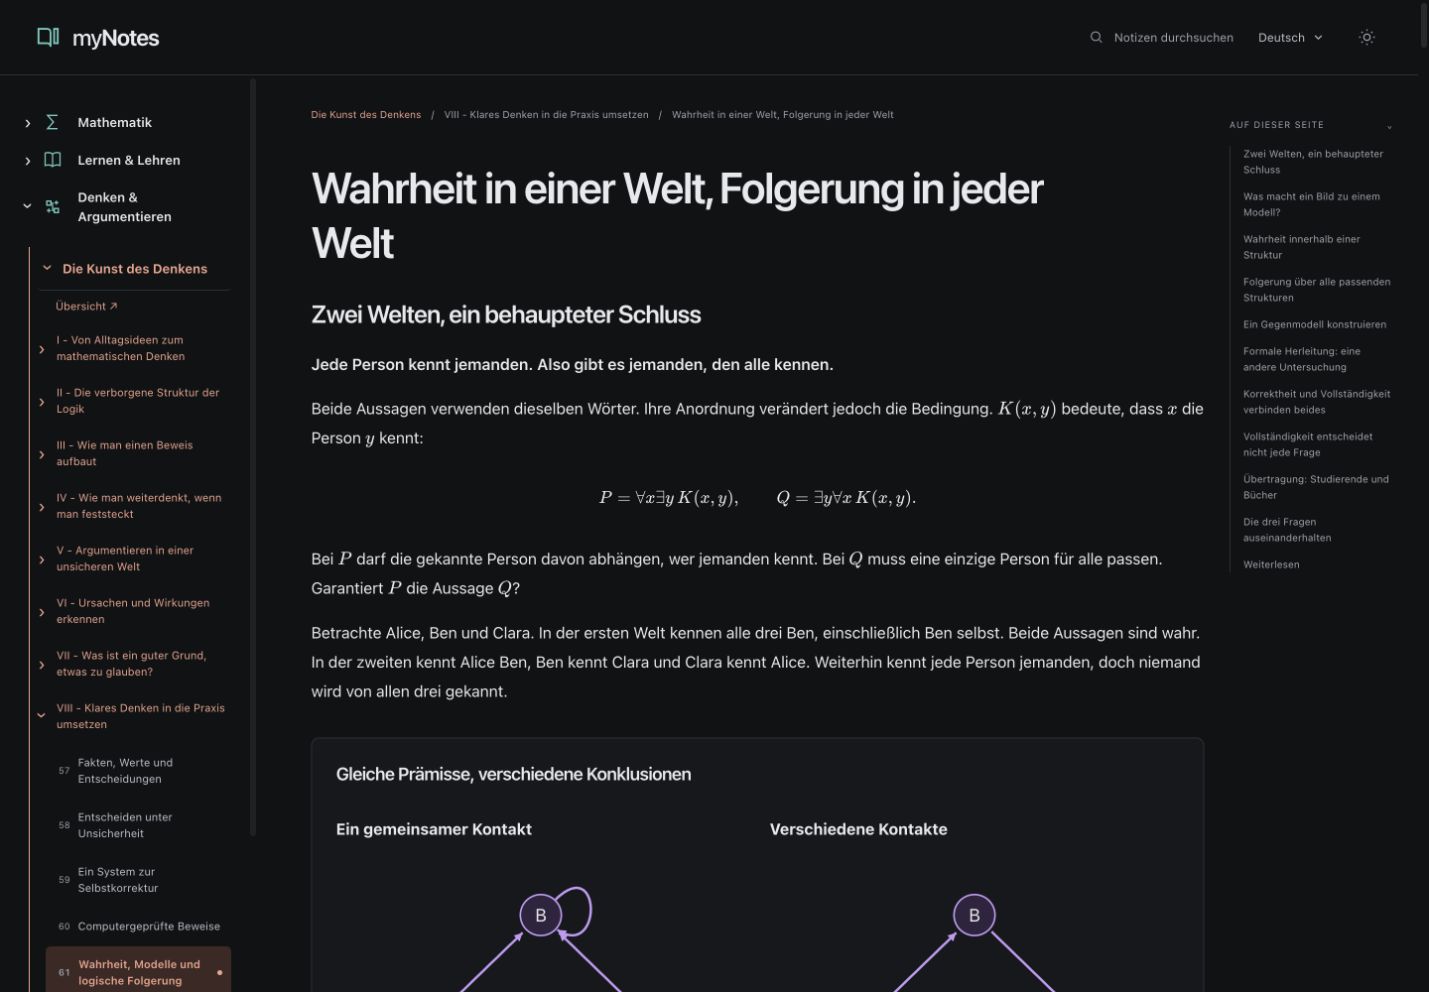 myNotes
Notizen durchsuchen
Deutsch
Mathematik
Lernen & Lehren
Denken &
Argumentieren
Die Kunst des Denkens
Übersicht ↗
I - Von Alltagsideen zum
mathematischen Denken
II - Die verborgene Struktur der
Logik
III - Wie man einen Beweis
aufbaut
IV - Wie man weiterdenkt, wenn
man feststeckt
V - Argumentieren in einer
unsicheren Welt
VI - Ursachen und Wirkungen
erkennen
VII - Was ist ein guter Grund,
etwas zu glauben?
VIII - Klares Denken in die Praxis
umsetzen
57 Fakten, Werte und
Entscheidungen
58 Entscheiden unter
Unsicherheit
59 Ein System zur
Selbstkorrektur
60 Computergeprüfte Beweise
61 Wahrheit, Modelle und
logische Folgerung
Die Kunst des Denkens / VIII - Klares Denken in die Praxis umsetzen / Wahrheit in einer Welt, Folgerung in jeder Welt
Wahrheit in einer Welt, Folgerung in jeder
Welt
Zwei Welten, ein behaupteter Schluss
Jede Person kennt jemanden. Also gibt es jemanden, den alle kennen.
Beide Aussagen verwenden dieselben Wörter. Ihre Anordnung verändert jedoch die Bedingung. K(x, y) bedeute, dass x die
Person y kennt:
P = ∀x∃y K(x, y), Q = ∃y∀x K(x, y).
Bei P darf die gekannte Person davon abhängen, wer jemanden kennt. Bei Q muss eine einzige Person für alle passen.
Garantiert P die Aussage Q?
Betrachte Alice, Ben und Clara. In der ersten Welt kennen alle drei Ben, einschließlich Ben selbst. Beide Aussagen sind wahr.
In der zweiten kennt Alice Ben, Ben kennt Clara und Clara kennt Alice. Weiterhin kennt jede Person jemanden, doch niemand
wird von allen drei gekannt.
Gleiche Prämisse, verschiedene Konklusionen
Ein gemeinsamer Kontakt
Verschiedene Kontakte
B
B
AUF DIESER SEITE
Zwei Welten, ein behaupteter
Schluss
Was macht ein Bild zu einem
Modell?
Wahrheit innerhalb einer
Struktur
Folgerung über alle passenden
Strukturen
Ein Gegenmodell konstruieren
Formale Herleitung: eine
andere Untersuchung
Korrektheit und Vollständigkeit
verbinden beides
Vollständigkeit entscheidet
nicht jede Frage
Übertragung: Studierende und
Bücher
Die drei Fragen
auseinanderhalten
Weiterlesen